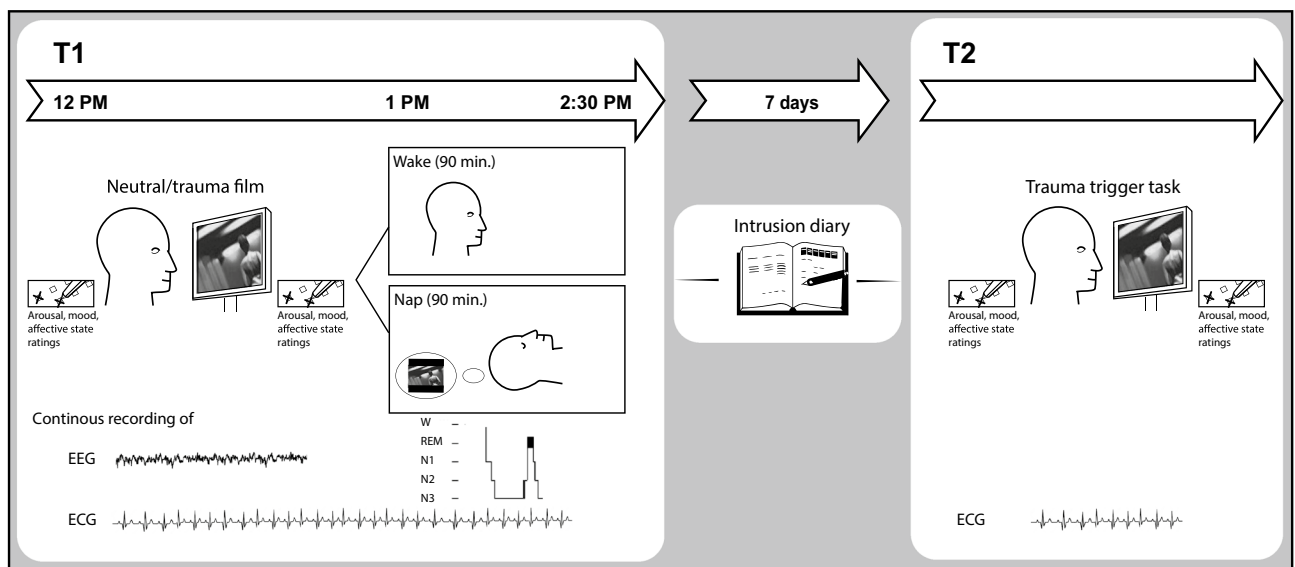 T1
12 PM
1 PM
2:30 PM
Neutral/trauma film
Arousal, mood,
affective state
ratings
Arousal, mood,
affective state
ratings
Wake (90 min.)
Nap (90 min.)
Continous recording of
EEG
ECG
W
REM
N1
N2
N3
7 days
Intrusion diary
T2
Trauma trigger task
Arousal, mood,
affective state
ratings
Arousal, mood,
affective state
ratings
ECG